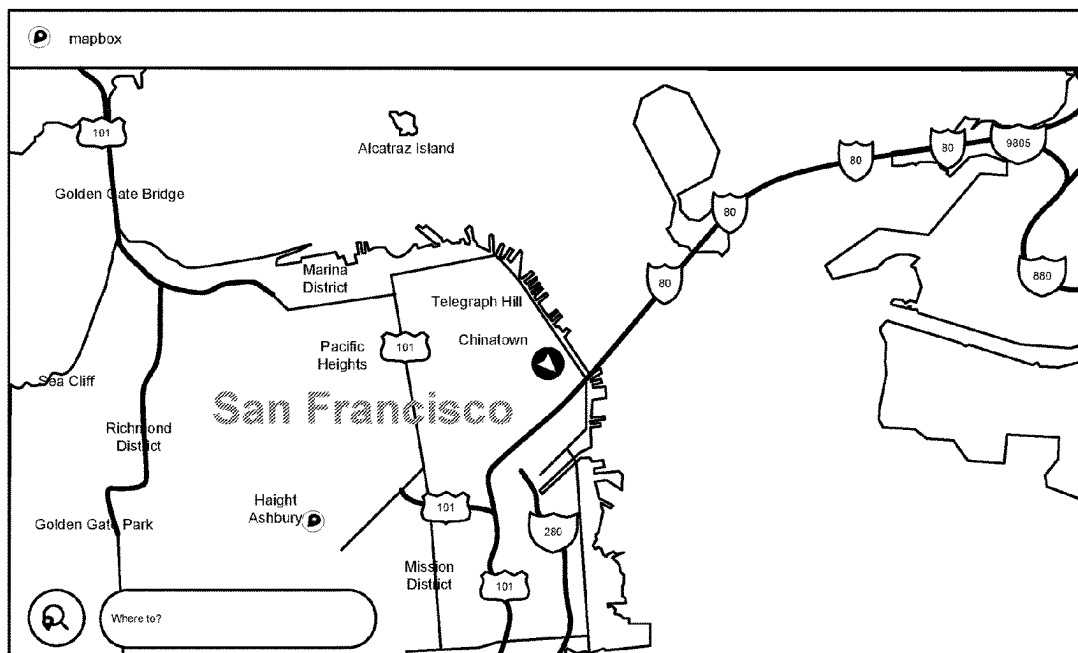 mapbox
101
Alcatraz Island
80
80
9805
Golden Gate Bridge
80
Marina
District
80
880
Telegraph Hill
Chinatown
101
Pacific
Heights
Sea Cliff
San Francisco
Richmond
District
Haight
Ashbury
101
Golden Gate Park
280
Mission
District
101
Where to?